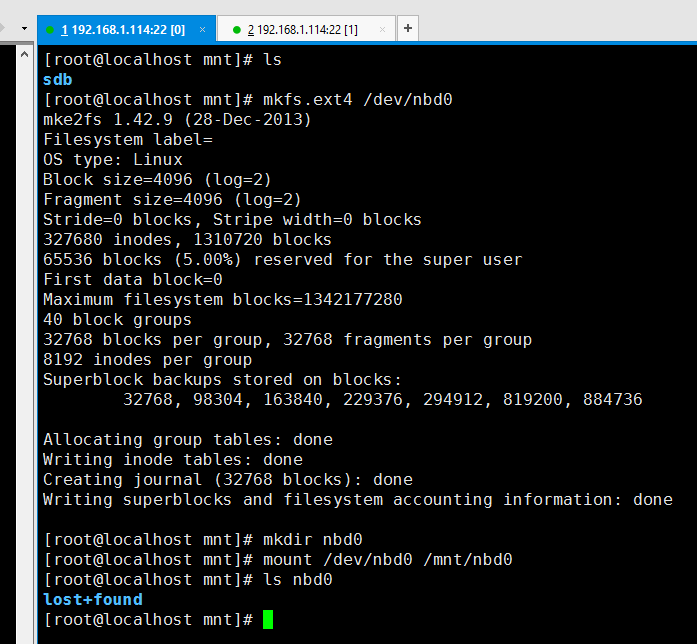 1 192.168.1.114:22 [0] ×
2 192.168.1.114:22 [1] ×
+
[root@localhost mnt]# ls
sdb
[root@localhost mnt]# mkfs.ext4 /dev/nbd0
mke2fs 1.42.9 (28-Dec-2013)
Filesystem label=
OS type: Linux
Block size=4096 (log=2)
Fragment size=4096 (log=2)
Stride=0 blocks, Stripe width=0 blocks
327680 inodes, 1310720 blocks
65536 blocks (5.00%) reserved for the super user
First data block=0
Maximum filesystem blocks=1342177280
40 block groups
32768 blocks per group, 32768 fragments per group
8192 inodes per group
Superblock backups stored on blocks:
32768, 98304, 163840, 229376, 294912, 819200, 884736
Allocating group tables: done
Writing inode tables: done
Creating journal (32768 blocks): done
Writing superblocks and filesystem accounting information: done
[root@localhost mnt]# mkdir nbd0
[root@localhost mnt]# mount /dev/nbd0 /mnt/nbd0
[root@localhost mnt]# ls nbd0
lost+found
[root@localhost mnt]#